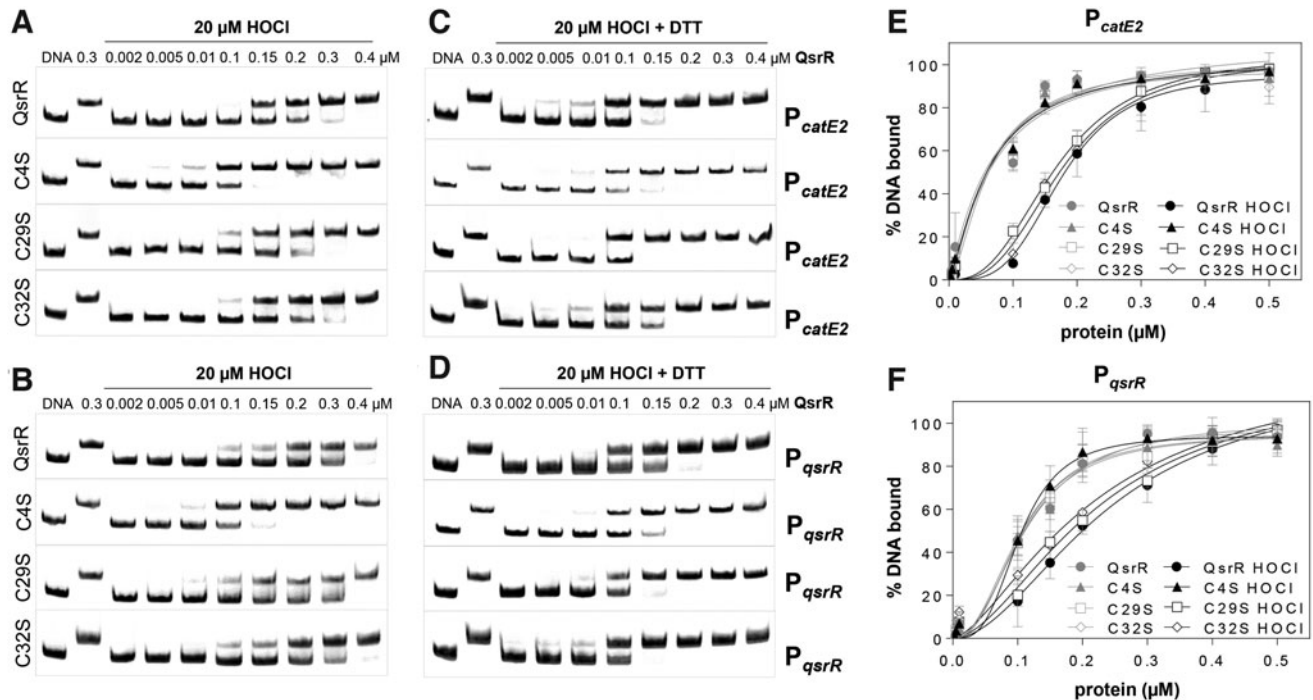 A
20 µM HOCl
DNA 0.3 0.002 0.005 0.01 0.1 0.15 0.2 0.3 0.4 µM QsrR
QsrR
PcatE2
C4S
PcatE2
C29S
PcatE2
C32S
PcatE2
B
20 µM HOCl
DNA 0.3 0.002 0.005 0.01 0.1 0.15 0.2 0.3 0.4 µM QsrR
QsrR
PqsrR
C4S
PqsrR
C29S
PqsrR
C32S
PqsrR
C
20 µM HOCl + DTT
DNA 0.3 0.002 0.005 0.01 0.1 0.15 0.2 0.3 0.4 µM
D
20 µM HOCl + DTT
DNA 0.3 0.002 0.005 0.01 0.1 0.15 0.2 0.3 0.4 µM
E
PcatE2
% DNA bound
100
80
60
40
20
0
0.0 0.1 0.2 0.3 0.4 0.5
protein (µM)
QsrR QsrR HOCl
C4S C4S HOCl
C29S C29S HOCl
C32S C32S HOCl
F
PqsrR
% DNA bound
100
80
60
40
20
0
0.0 0.1 0.2 0.3 0.4 0.5
protein (µM)
QsrR QsrR HOCl
C4S C4S HOCl
C29S C29S HOCl
C32S C32S HOCl